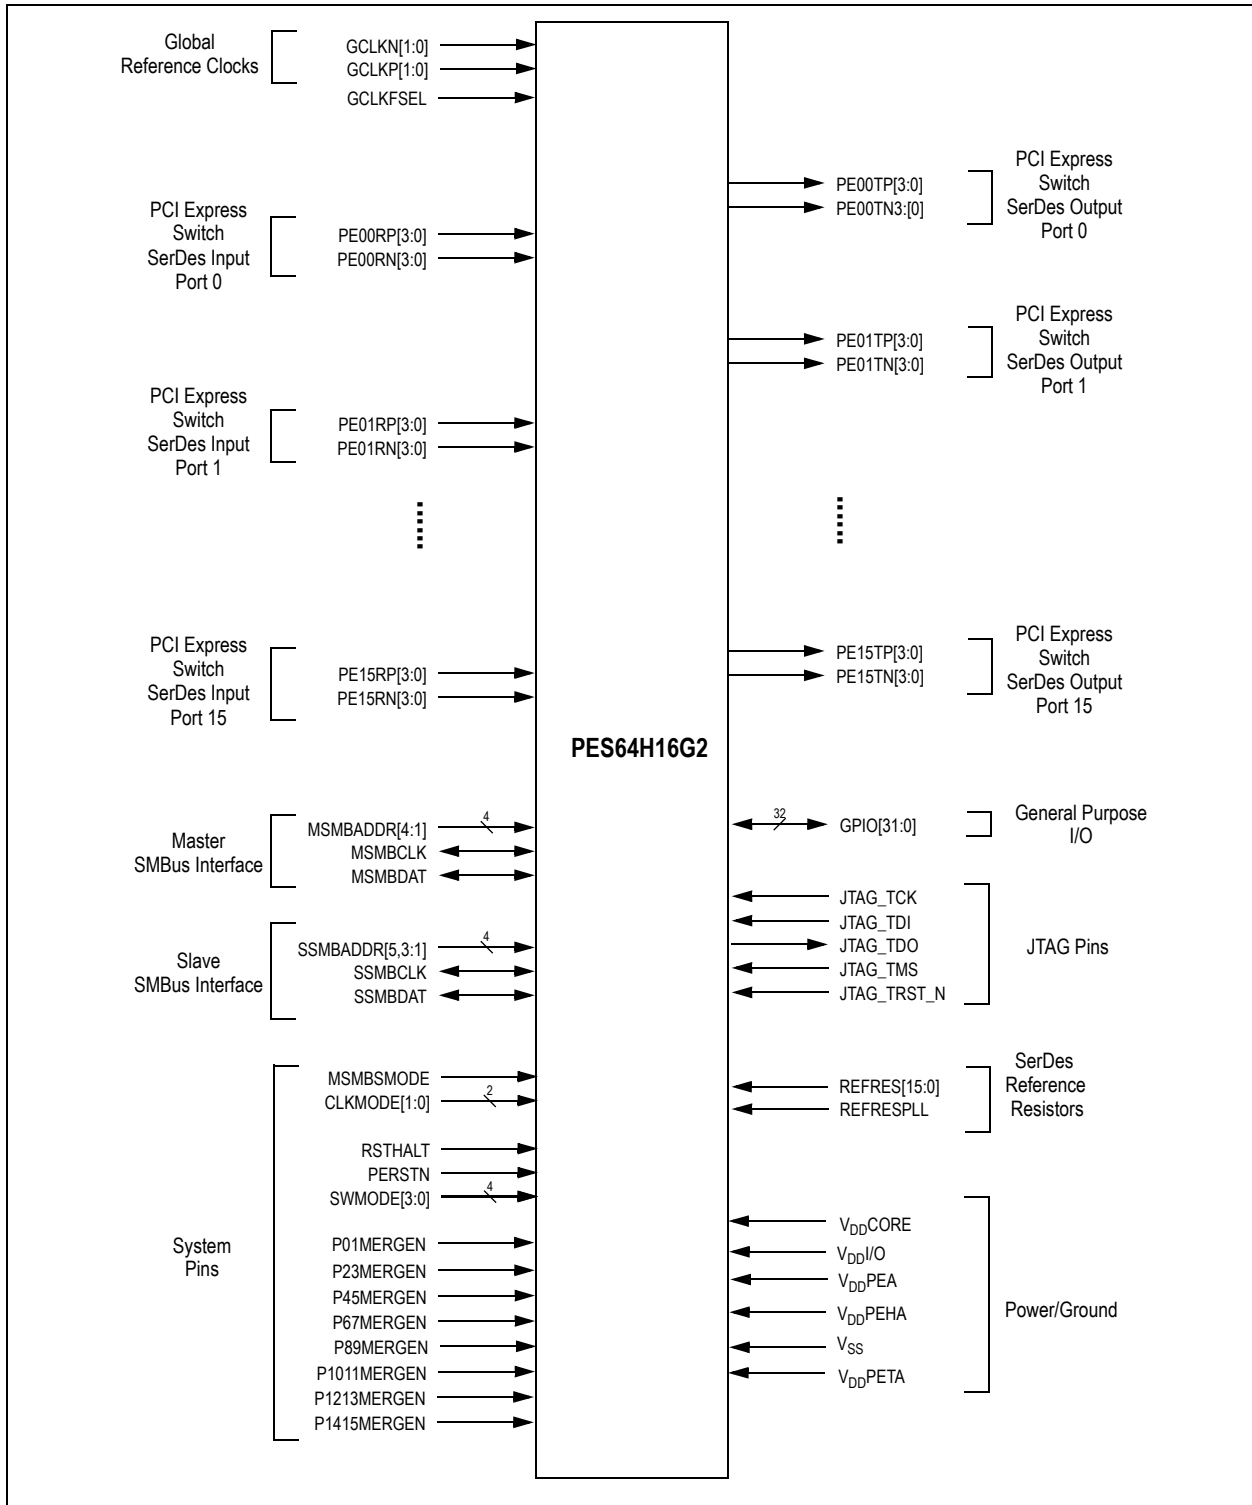 Global
Reference Clocks
GCLKN[1:0]
GCLKP[1:0]
GCLKFSEL
PCI Express
Switch
SerDes Input
Port 0
PE00RP[3:0]
PE00RN[3:0]
PCI Express
Switch
SerDes Input
Port 1
PE01RP[3:0]
PE01RN[3:0]
PCI Express
Switch
SerDes Input
Port 15
PE15RP[3:0]
PE15RN[3:0]
Master
SMBus Interface
MSMBADDR[4:1]
4
MSMBCLK
MSMBDAT
Slave
SMBus Interface
SSMBADDR[5,3:1]
4
SSMBCLK
SSMBDAT
System
Pins
MSMBSMODE
CLKMODE[1:0]
2
RSTHALT
PERSTN
SWMODE[3:0]
4
P01MERGEN
P23MERGEN
P45MERGEN
P67MERGEN
P89MERGEN
P1011MERGEN
P1213MERGEN
P1415MERGEN
PES64H16G2
PE00TP[3:0]
PE00TN3:[0]
PCI Express
Switch
SerDes Output
Port 0
PE01TP[3:0]
PE01TN[3:0]
PCI Express
Switch
SerDes Output
Port 1
PE15TP[3:0]
PE15TN[3:0]
PCI Express
Switch
SerDes Output
Port 15
32
GPIO[31:0]
General Purpose
I/O
JTAG_TCK
JTAG_TDI
JTAG_TDO
JTAG_TMS
JTAG_TRST_N
JTAG Pins
REFRES[15:0]
REFRESPLL
SerDes
Reference
Resistors
VDDCORE
VDDI/O
VDDPEA
VDDPEHA
VSS
VDDPETA
Power/Ground